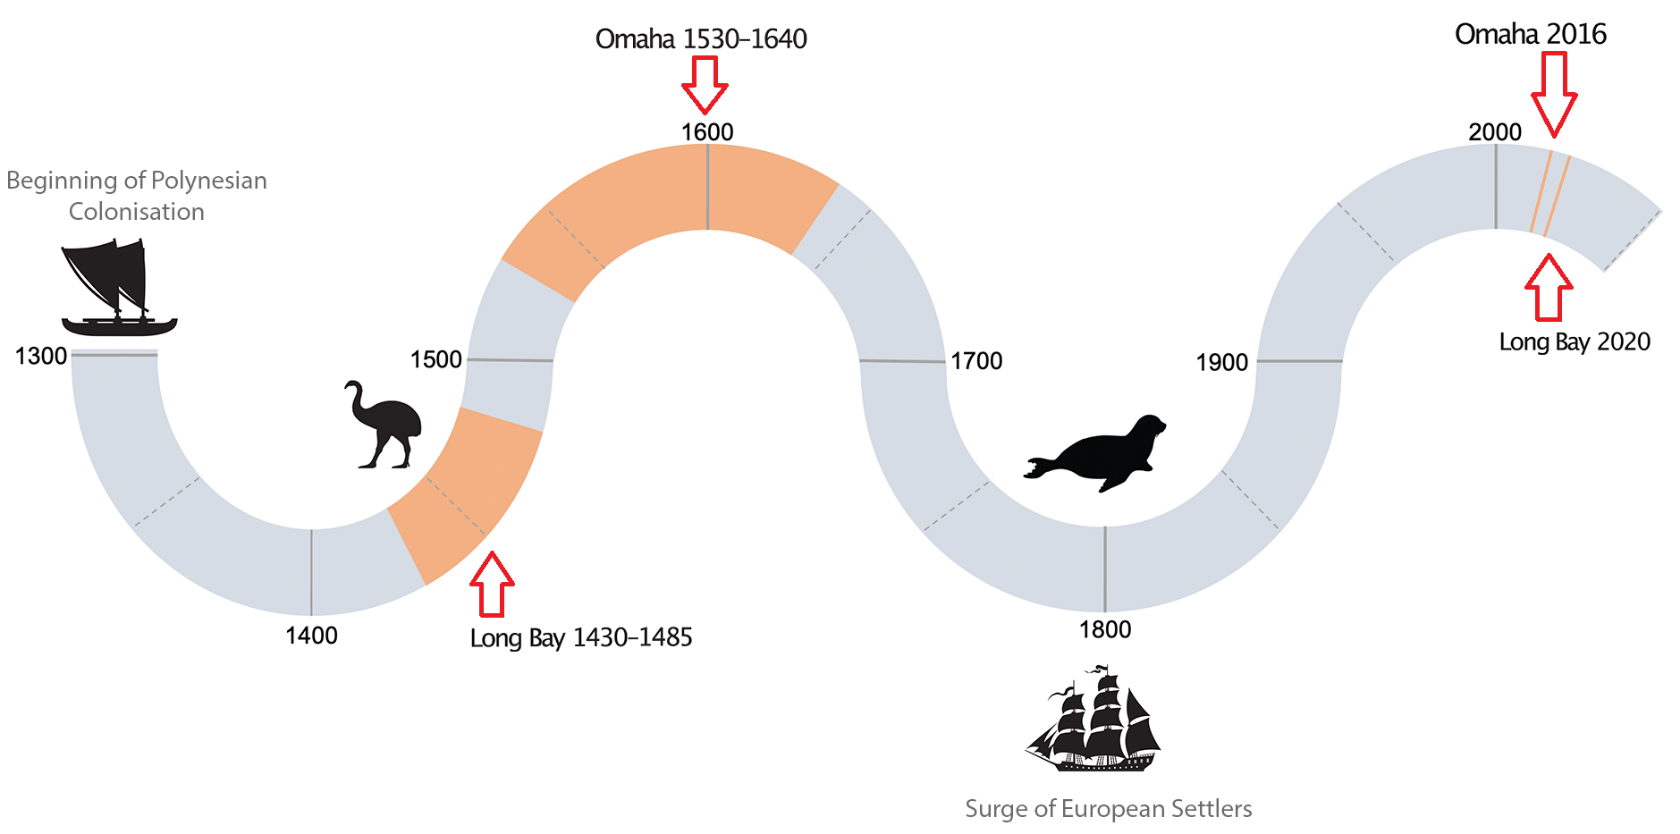 Omaha 1530–1640
Omaha 2016
1600
2000
Beginning of Polynesian
Colonisation
1300
1500
1700
1900
Long Bay 2020
1400
Long Bay 1430–1485
1800
Surge of European Settlers